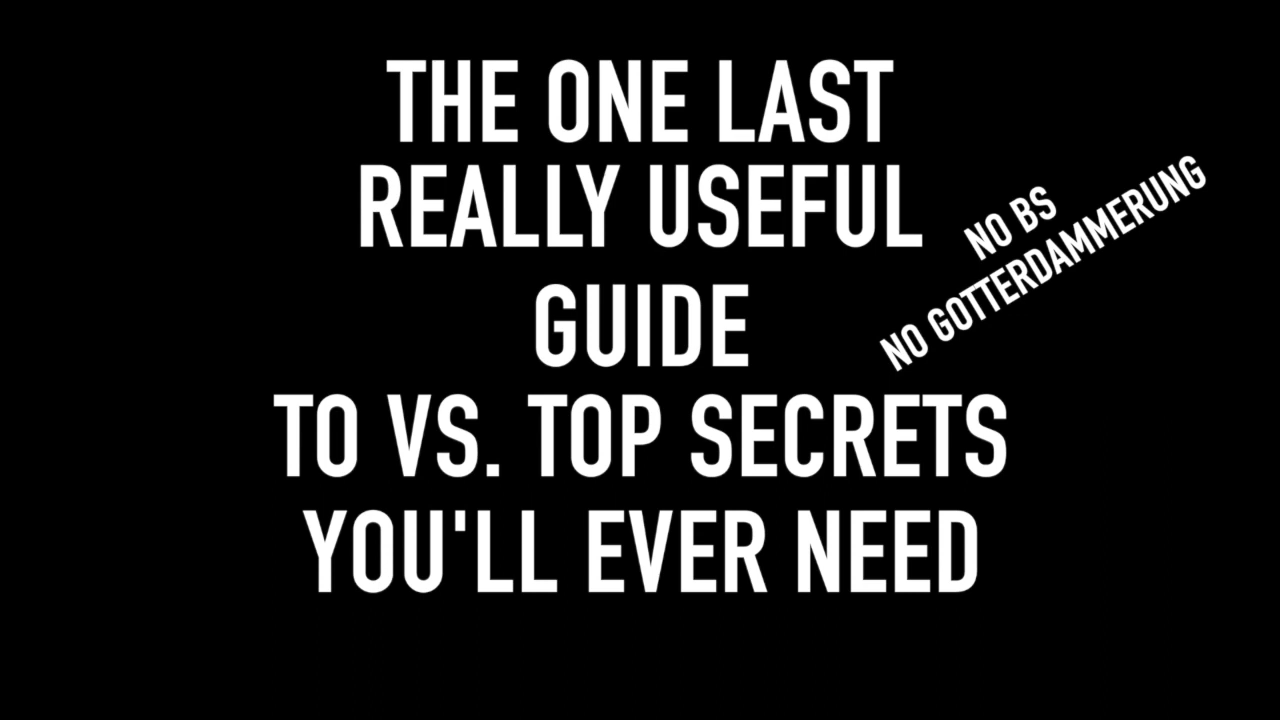 THE ONE LAST
REALLY USEFUL
GUIDE
TO VS. TOP SECRETS
YOU'LL EVER NEED
NO BS
NO GOTTERDAMMERUNG